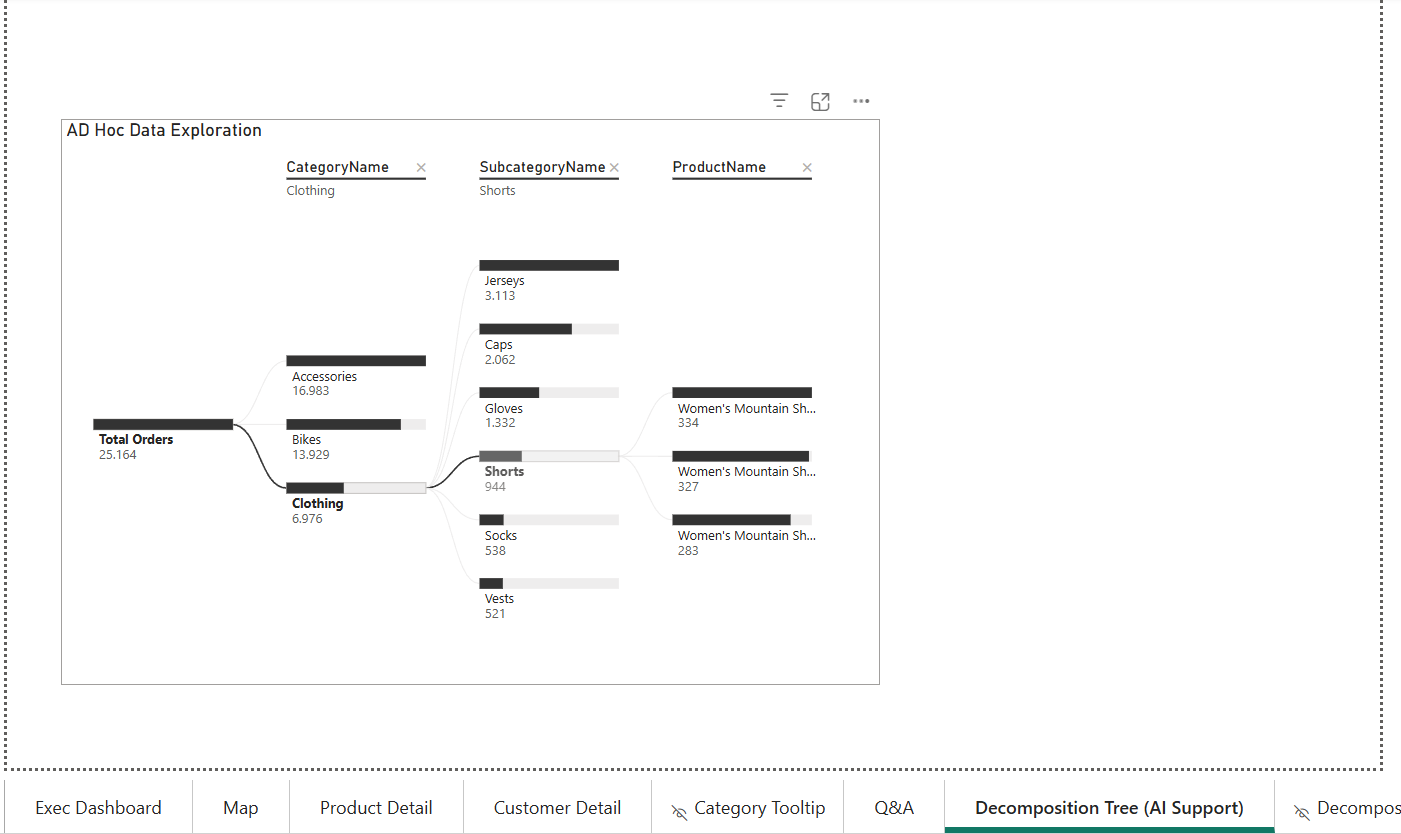 AD Hoc Data Exploration
CategoryName
Clothing
SubcategoryName
Shorts
ProductName
Total Orders
25.164
Accessories
16.983
Bikes
13.929
Clothing
6.976
Jerseys
3.113
Caps
2.062
Gloves
1.332
Shorts
944
Socks
538
Vests
521
Women's Mountain Sh...
334
Women's Mountain Sh...
327
Women's Mountain Sh...
283
Exec Dashboard
Map
Product Detail
Customer Detail
Category Tooltip
Q&A
Decomposition Tree (AI Support)
Decompos